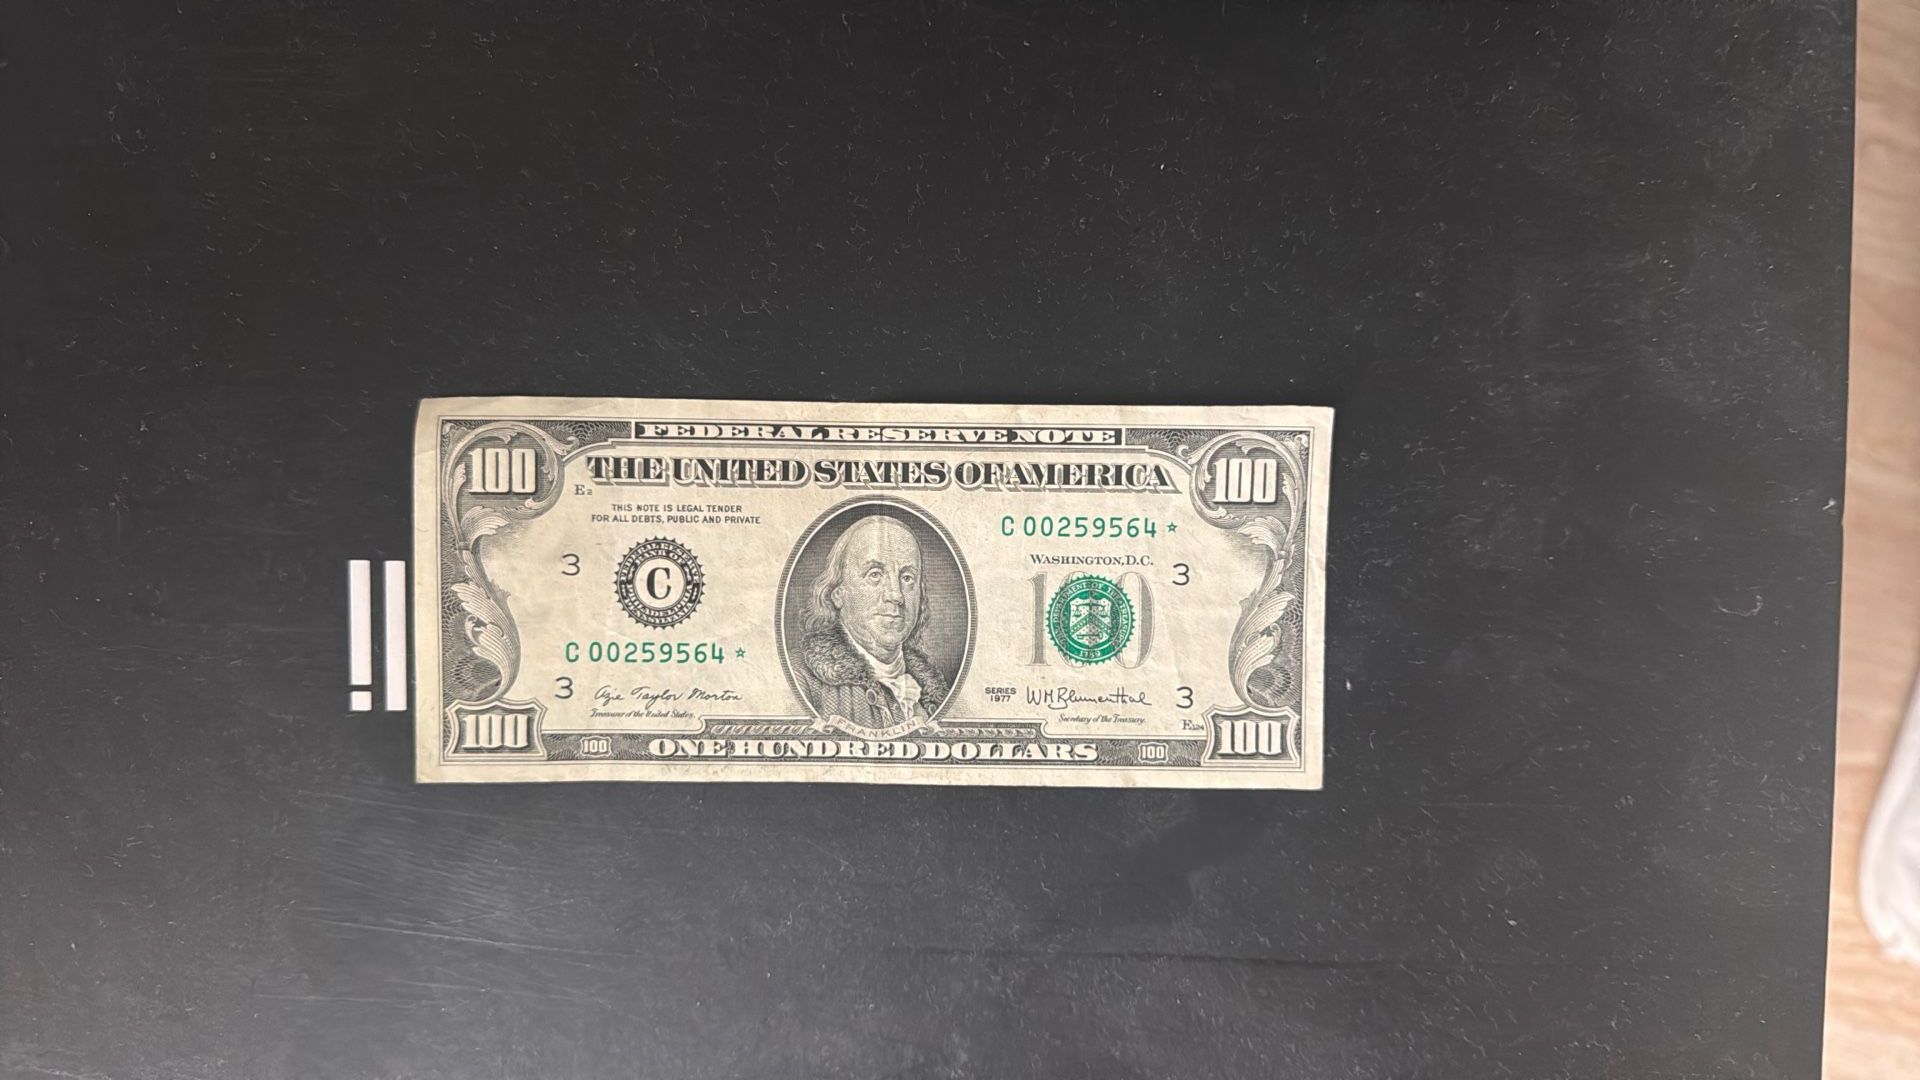 FEDERAL RESERVE NOTE
THE UNITED STATES OF AMERICA
100
100
E2
THIS NOTE IS LEGAL TENDER
FOR ALL DEBTS, PUBLIC AND PRIVATE
C 00259564 ★
WASHINGTON, D.C.
3
C
100
3
1789
C 00259564 ★
3
Azie Taylor Morton
Treasurer of the United States.
SERIES
1977
W M Blumenthal
Secretary of the Treasury.
3
E124
FRANKLIN
100
100
ONE HUNDRED DOLLARS
100
100